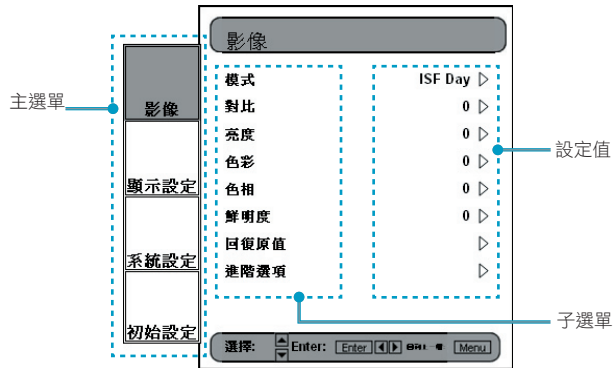 影像
模式 ISF Day
對比 0
亮度 0
色彩 0
色相 0
鮮明度 0
回復原值
進階選項
選擇: Enter: Enter Menu
影像
顯示設定
系統設定
初始設定
主選單
設定值
子選單